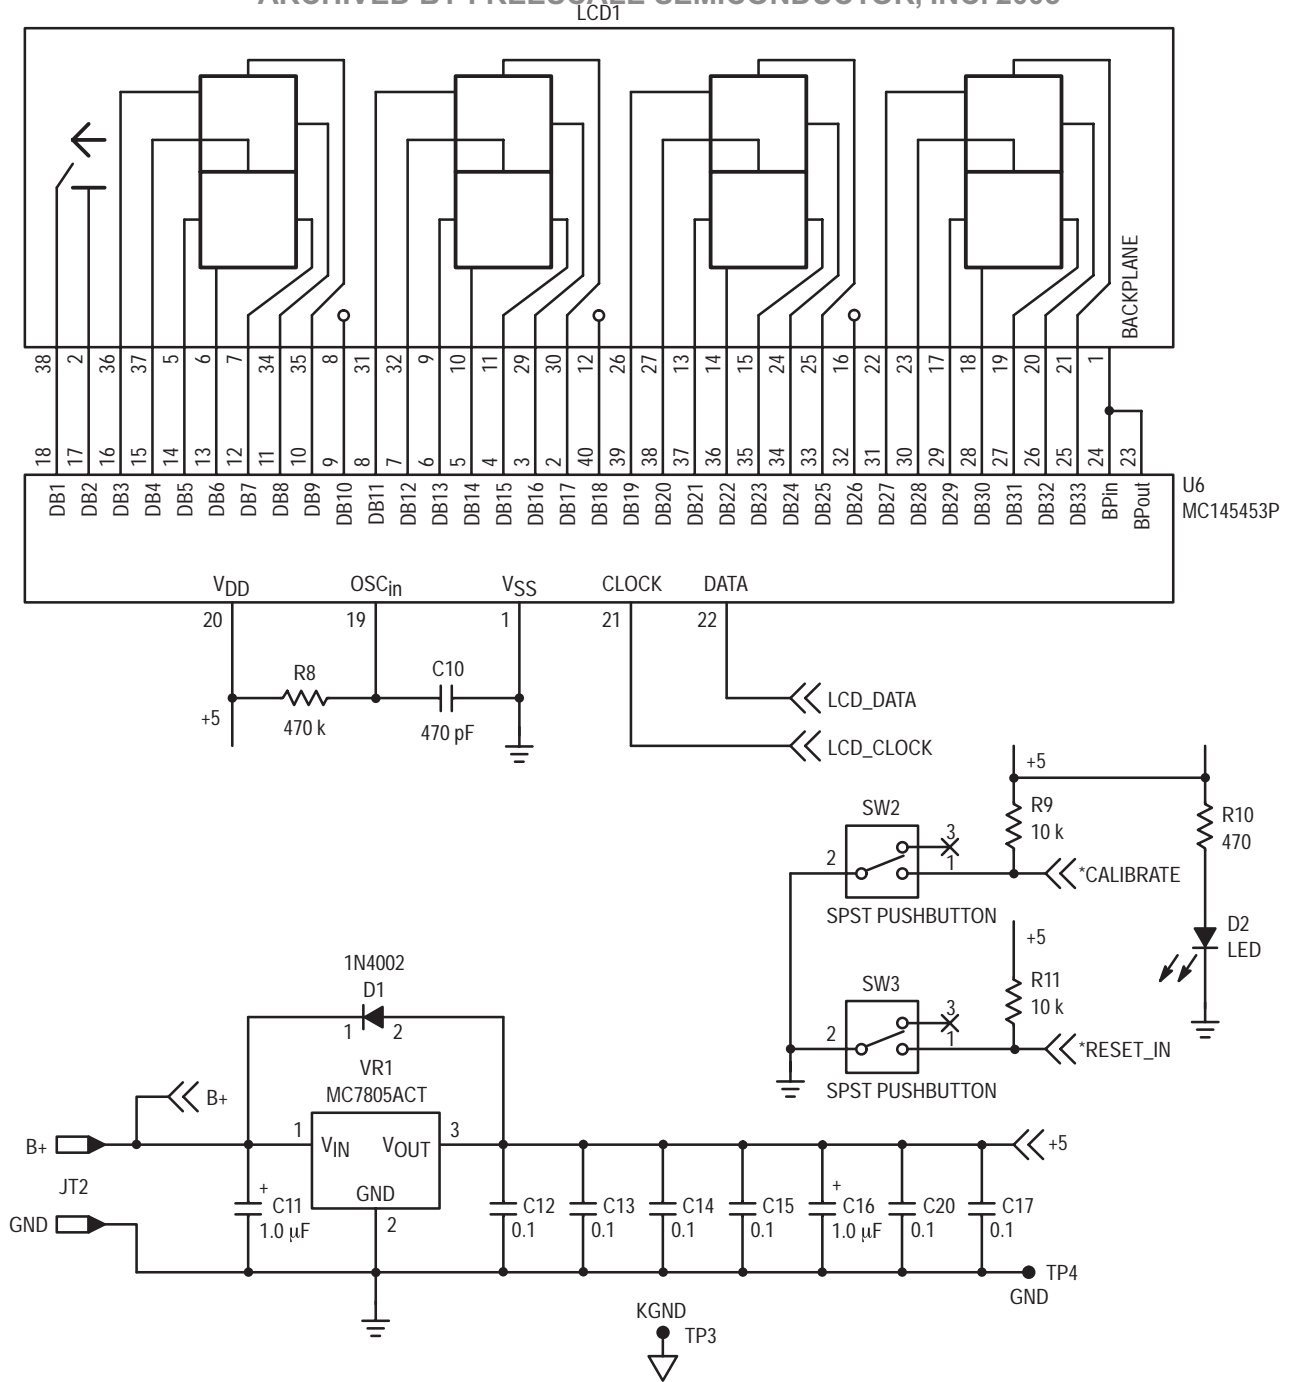 LCD1
BACKPLANE
38 2 36 37 5 6 7 34 35 8 31 32 9 10 11 29 30 12 26 27 13 14 15 24 25 16 22 23 17 18 19 20 21 1
18 17 16 15 14 13 12 11 10 9 8 7 6 5 4 3 2 40 39 38 37 36 35 34 33 32 31 30 29 28 27 26 25 24 23
DB1 DB2 DB3 DB4 DB5 DB6 DB7 DB8 DB9 DB10 DB11 DB12 DB13 DB14 DB15 DB16 DB17 DB18 DB19 DB20 DB21 DB22 DB23 DB24 DB25 DB26 DB27 DB28 DB29 DB30 DB31 DB32 DB33 BPin BPout
U6
MC145453P
VDD OSCin VSS CLOCK DATA
20 19 1 21 22
R8
470 k
C10
470 pF
+5
LCD_DATA
LCD_CLOCK
+5
SW2
3
2
1
SPST PUSHBUTTON
R9
10 k
*CALIBRATE
R10
470
D2
LED
+5
SW3
3
2
1
SPST PUSHBUTTON
R11
10 k
*RESET_IN
1N4002
D1
1 2
VR1
MC7805ACT
B+
B+
1 VIN VOUT 3
GND
2
+5
JT2
GND
+
C11
1.0 µF
C12
0.1
C13
0.1
C14
0.1
C15
0.1
+
C16
1.0 µF
C20
0.1
C17
0.1
TP4
GND
KGND
TP3